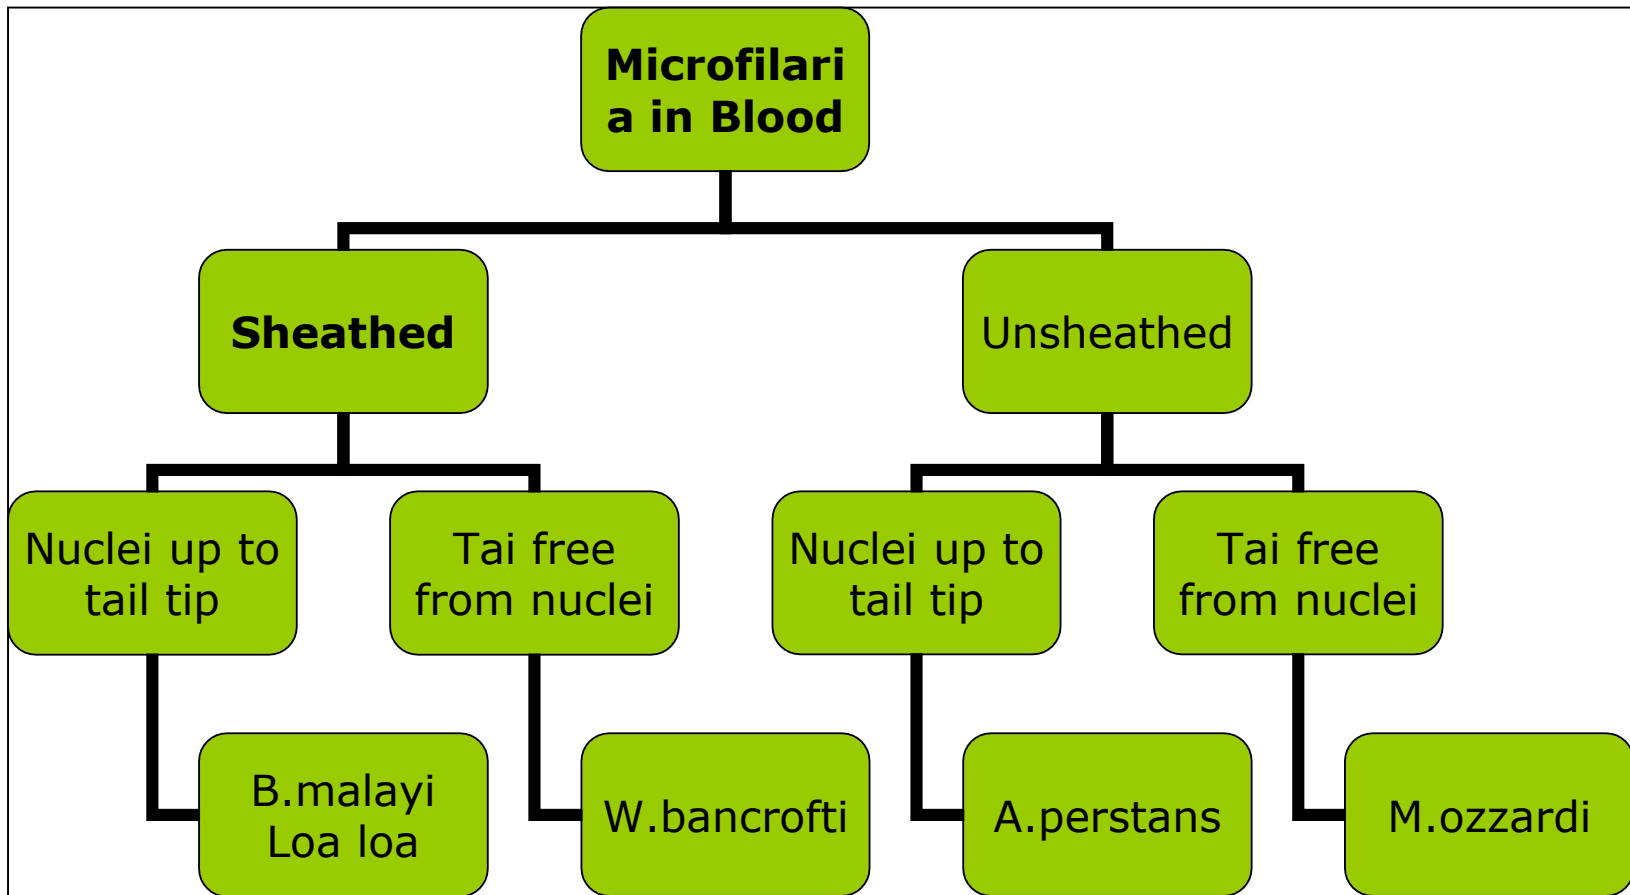 Microfilari
a in Blood
Sheathed
Unsheathed
Nuclei up to
tail tip
Tai free
from nuclei
Nuclei up to
tail tip
Tai free
from nuclei
B.malayi
Loa loa
W.bancrofti
A.perstans
M.ozzardi